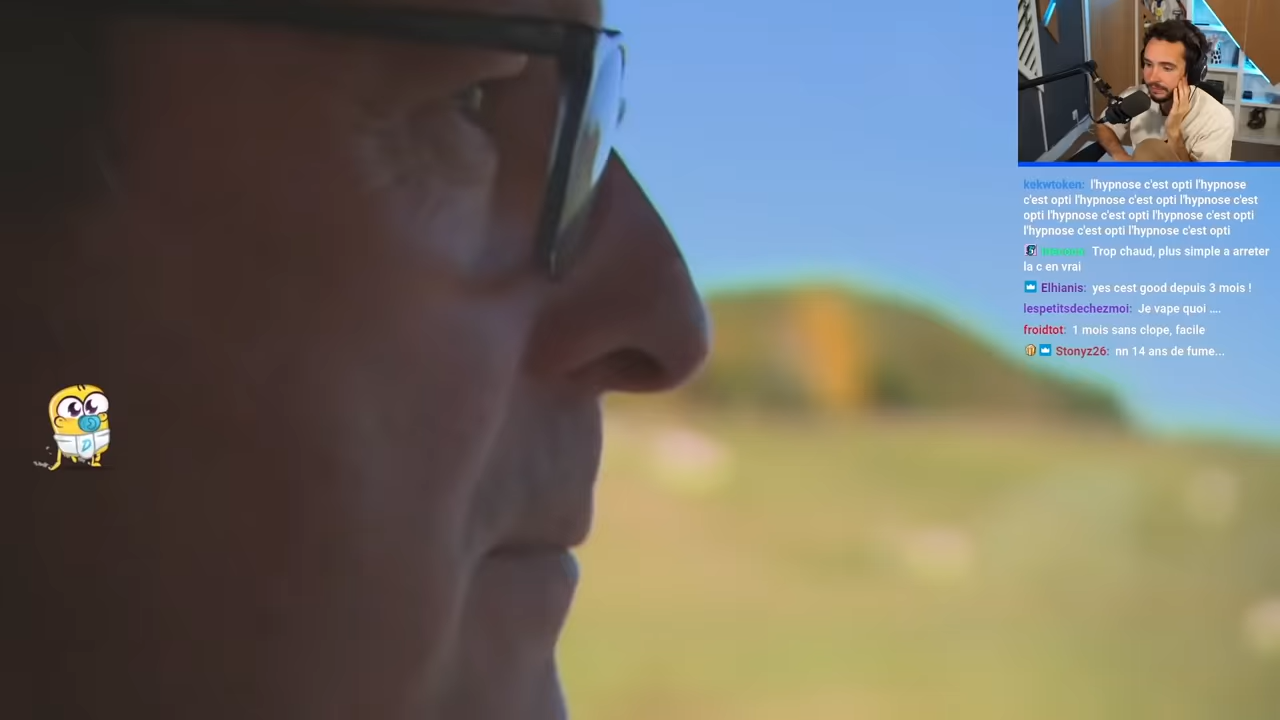 kekwtoken: l'hypnose c'est opti l'hypnose
c'est opti l'hypnose c'est opti l'hypnose c'est
opti l'hypnose c'est opti l'hypnose c'est opti
l'hypnose c'est opti l'hypnose c'est opti
Trop chaud, plus simple a arreter
la c en vrai
Elhianis: yes cest good depuis 3 mois !
lespetitsdechezmoi: Je vape quoi ....
froidtot: 1 mois sans clope, facile
Stonyz26: nn 14 ans de fume...